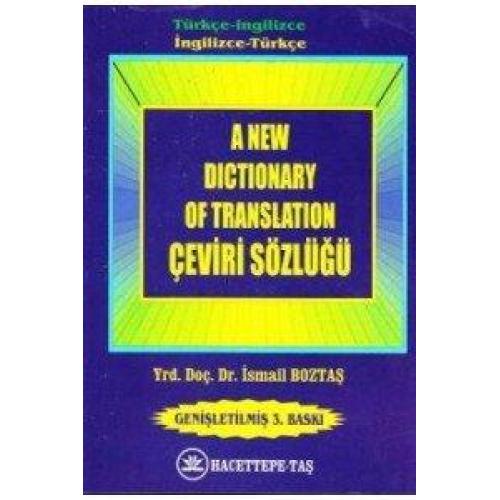 Türkçe-İngilizce
İngilizce-Türkçe
A NEW
DICTIONARY
OF TRANSLATION
ÇEVİRİ SÖZLÜĞÜ
Yrd. Doç. Dr. İsmail BOZTAŞ
GENİŞLETİLMİŞ 3. BASKI
HACETTEPE-TAŞ